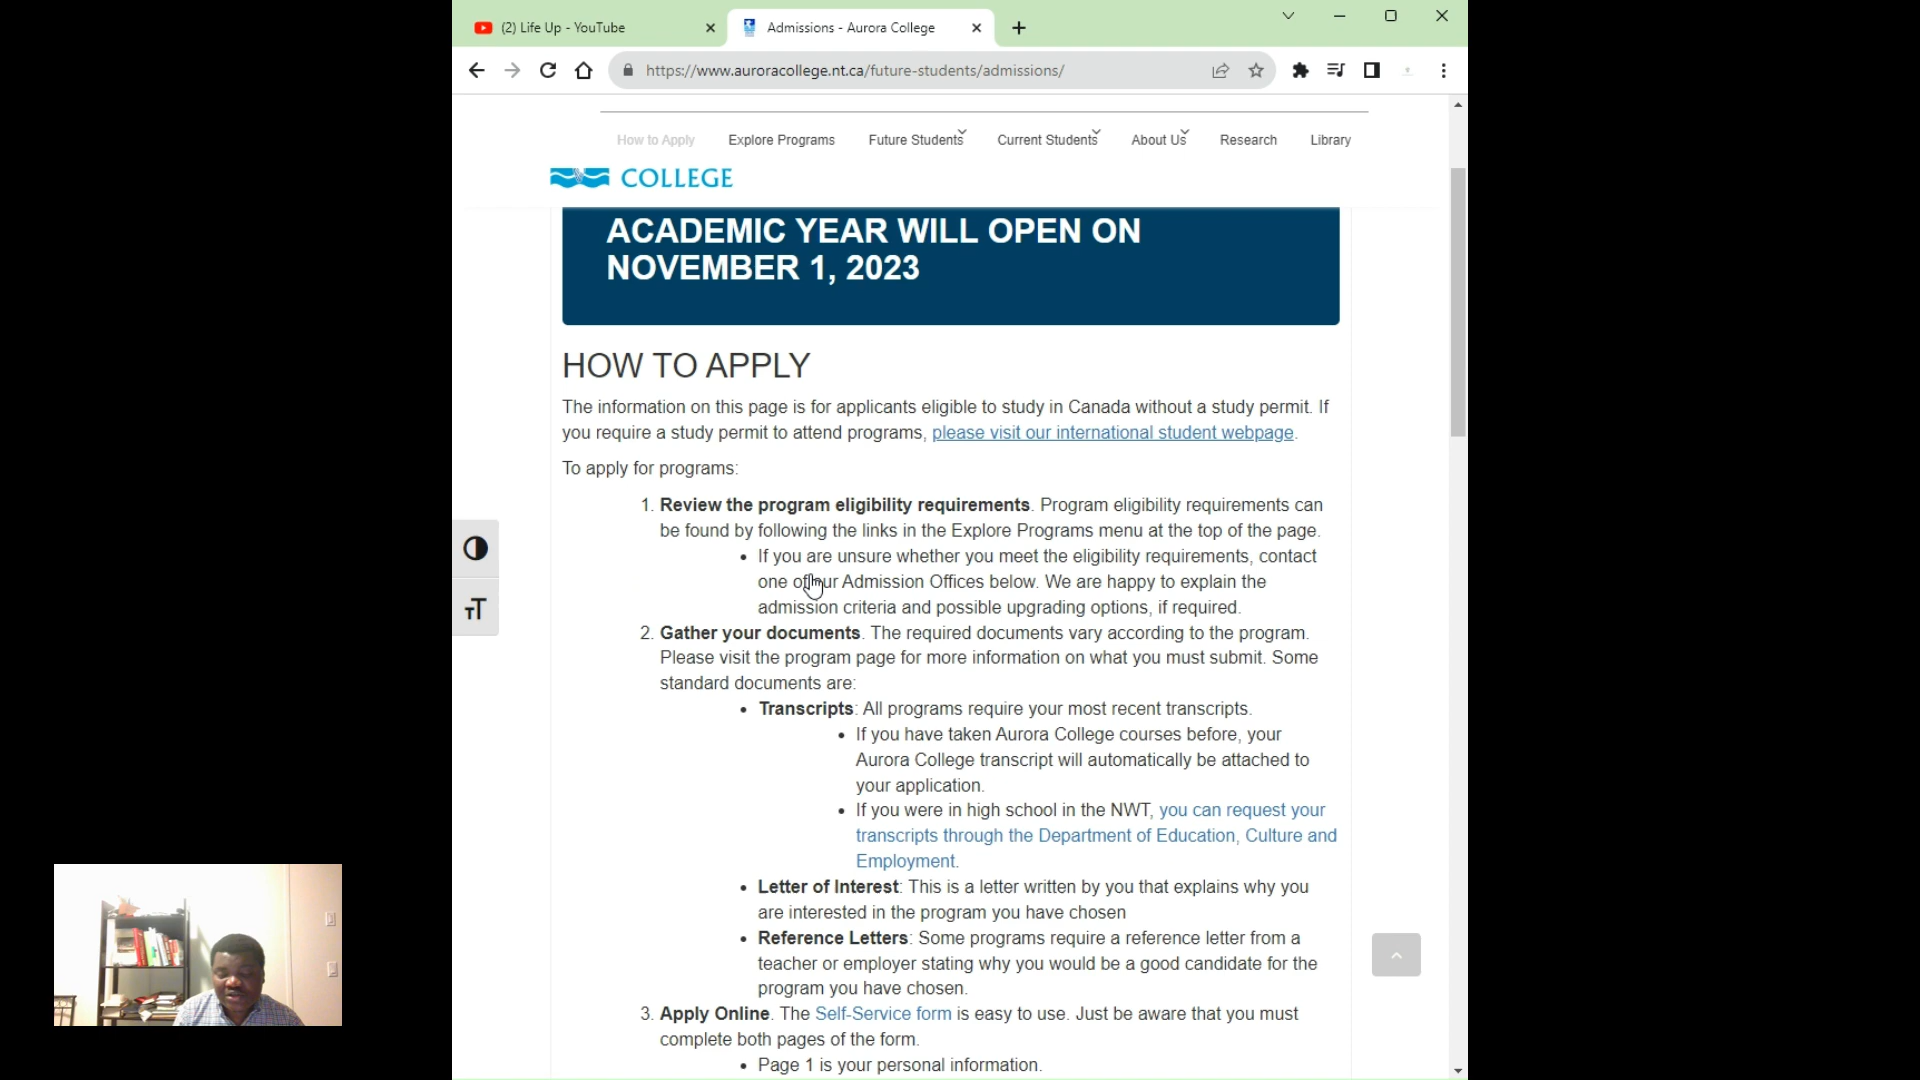 (2) Life Up - YouTube
Admissions - Aurora College
https://www.auroracollege.nt.ca/future-students/admissions/
How to Apply Explore Programs Future Students Current Students About Us Research Library
COLLEGE
ACADEMIC YEAR WILL OPEN ON
NOVEMBER 1, 2023
HOW TO APPLY
The information on this page is for applicants eligible to study in Canada without a study permit. If
you require a study permit to attend programs, please visit our international student webpage.
To apply for programs:
1. Review the program eligibility requirements. Program eligibility requirements can
be found by following the links in the Explore Programs menu at the top of the page.
• If you are unsure whether you meet the eligibility requirements, contact
one of our Admission Offices below. We are happy to explain the
admission criteria and possible upgrading options, if required.
2. Gather your documents. The required documents vary according to the program.
Please visit the program page for more information on what you must submit. Some
standard documents are:
• Transcripts: All programs require your most recent transcripts.
• If you have taken Aurora College courses before, your
Aurora College transcript will automatically be attached to
your application.
• If you were in high school in the NWT, you can request your
transcripts through the Department of Education, Culture and
Employment.
• Letter of Interest: This is a letter written by you that explains why you
are interested in the program you have chosen
• Reference Letters: Some programs require a reference letter from a
teacher or employer stating why you would be a good candidate for the
program you have chosen.
3. Apply Online. The Self-Service form is easy to use. Just be aware that you must
complete both pages of the form.
• Page 1 is your personal information.
TT